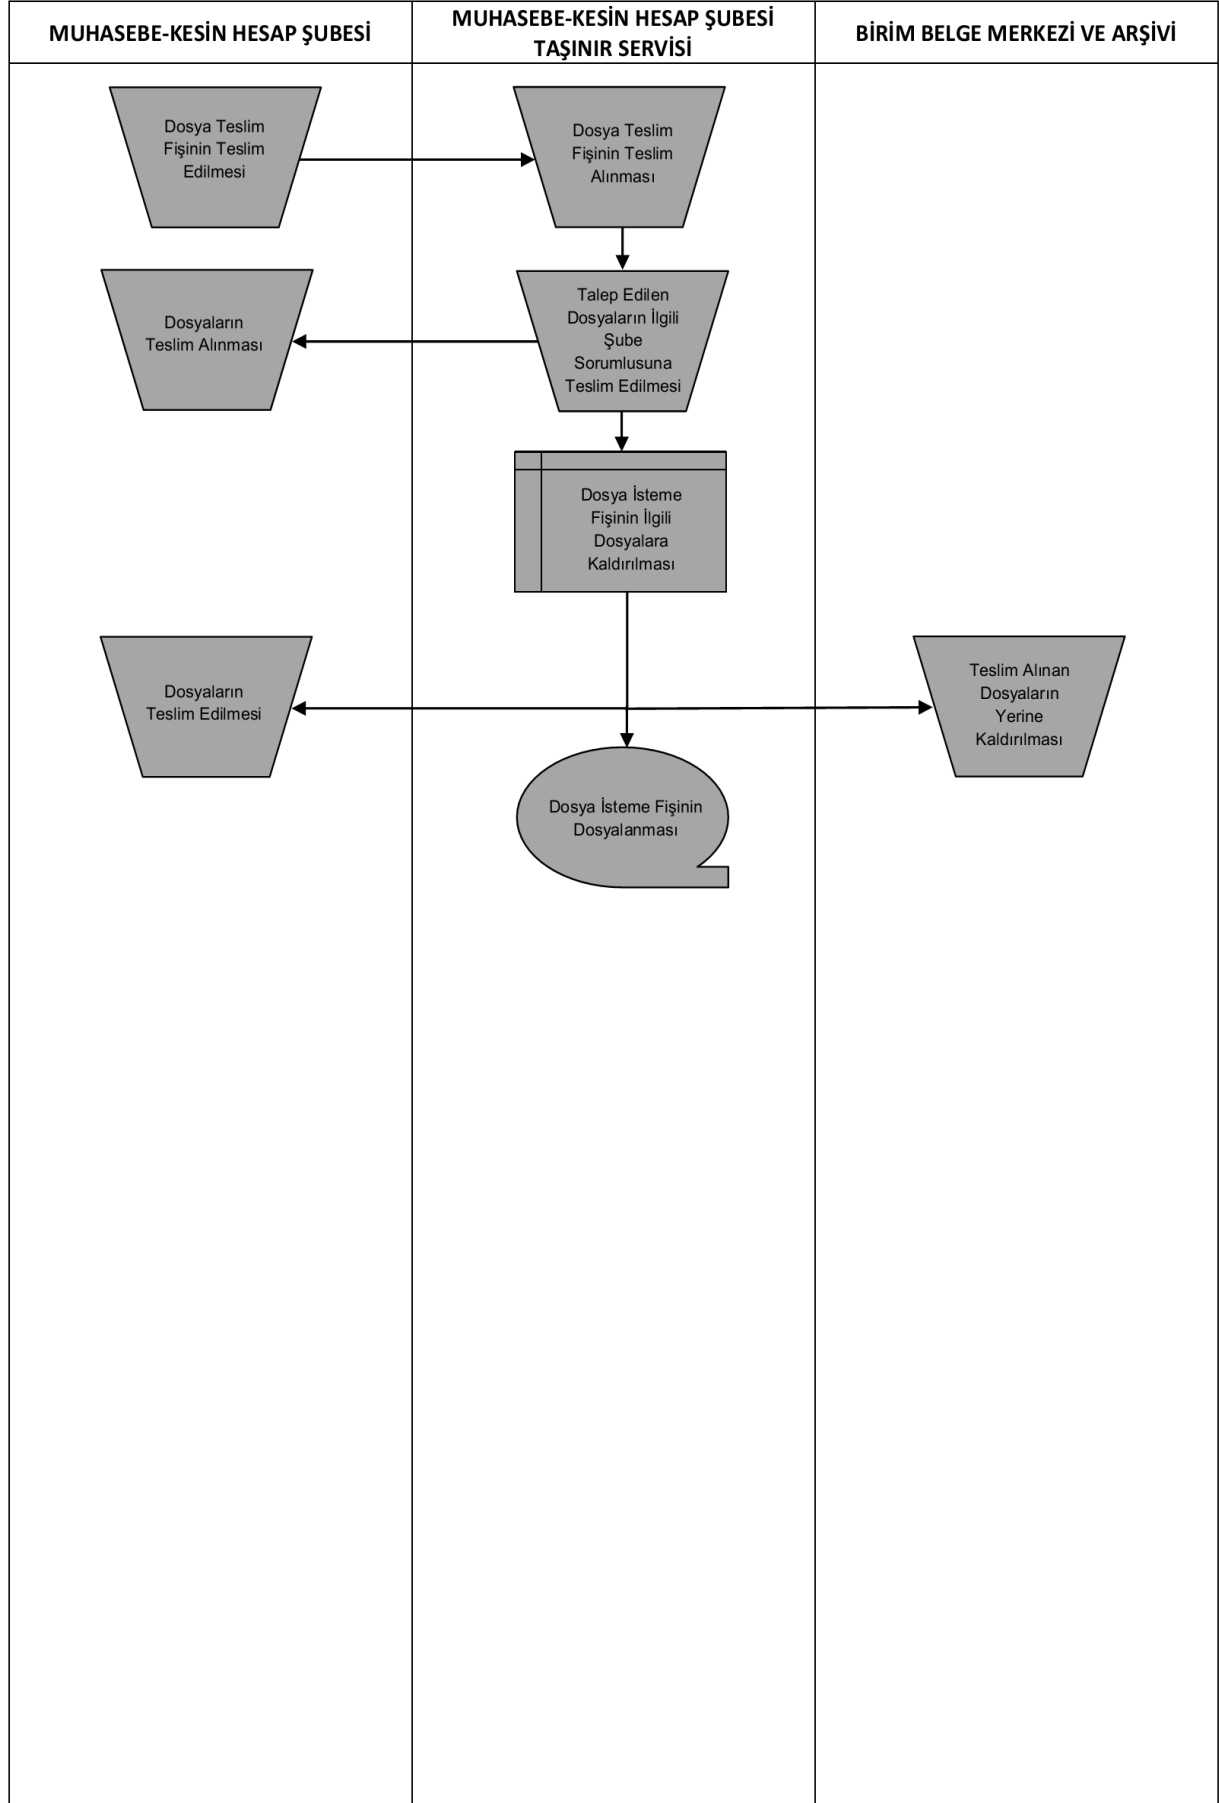 MUHASEBE-KESİN HESAP ŞUBESİ
MUHASEBE-KESİN HESAP ŞUBESİ
TAŞINIR SERVİSİ
BİRİM BELGE MERKEZİ VE ARŞİVİ
Dosya Teslim
Fişinin Teslim
Edilmesi
Dosya Teslim
Fişinin Teslim
Alınması
Dosyaların
Teslim Alınması
Talep Edilen
Dosyaların İlgili
Şube
Sorumlusuna
Teslim Edilmesi
Dosya İsteme
Fişinin İlgili
Dosyalara
Kaldırılması
Dosyaların
Teslim Edilmesi
Teslim Alınan
Dosyaların
Yerine
Kaldırılması
Dosya İsteme Fişinin
Dosyalanması